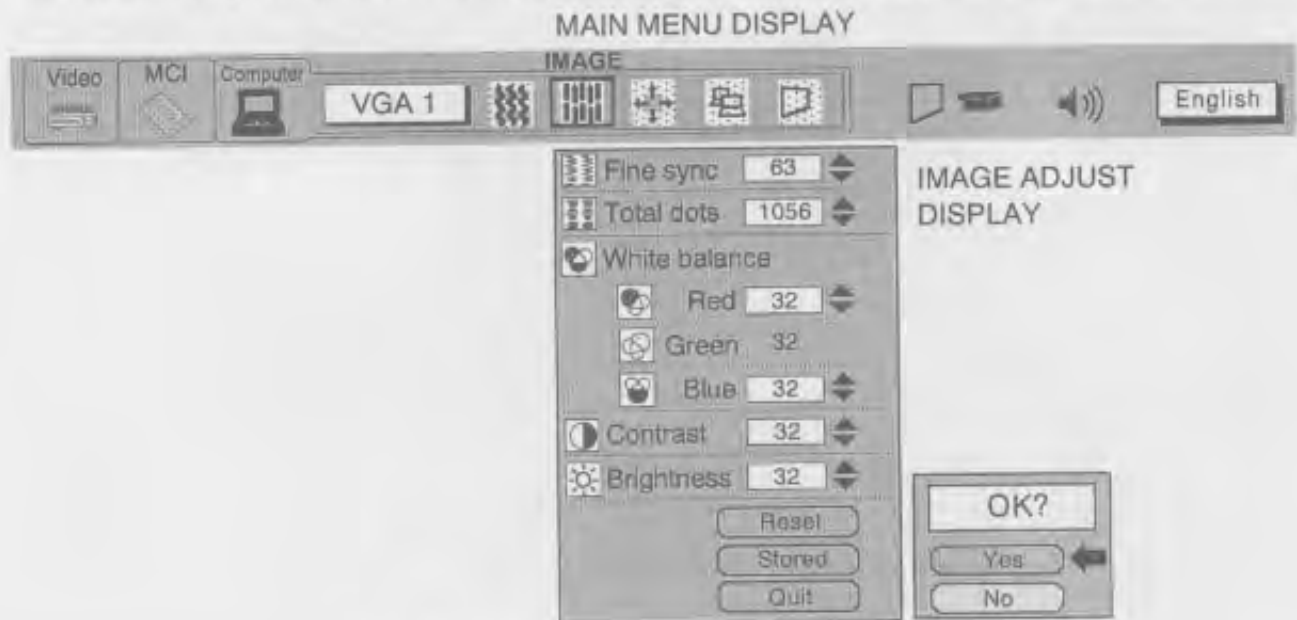 MAIN MENU DISPLAY
IMAGE
Video MCI Computer VGA 1 English
Fine sync 63
Total dots 1056
White balance
Red 32
Green 32
Blue 32
Contrast 32
Brightness 32
Reset
Stored
Quit
IMAGE ADJUST
DISPLAY
OK?
Yes
No